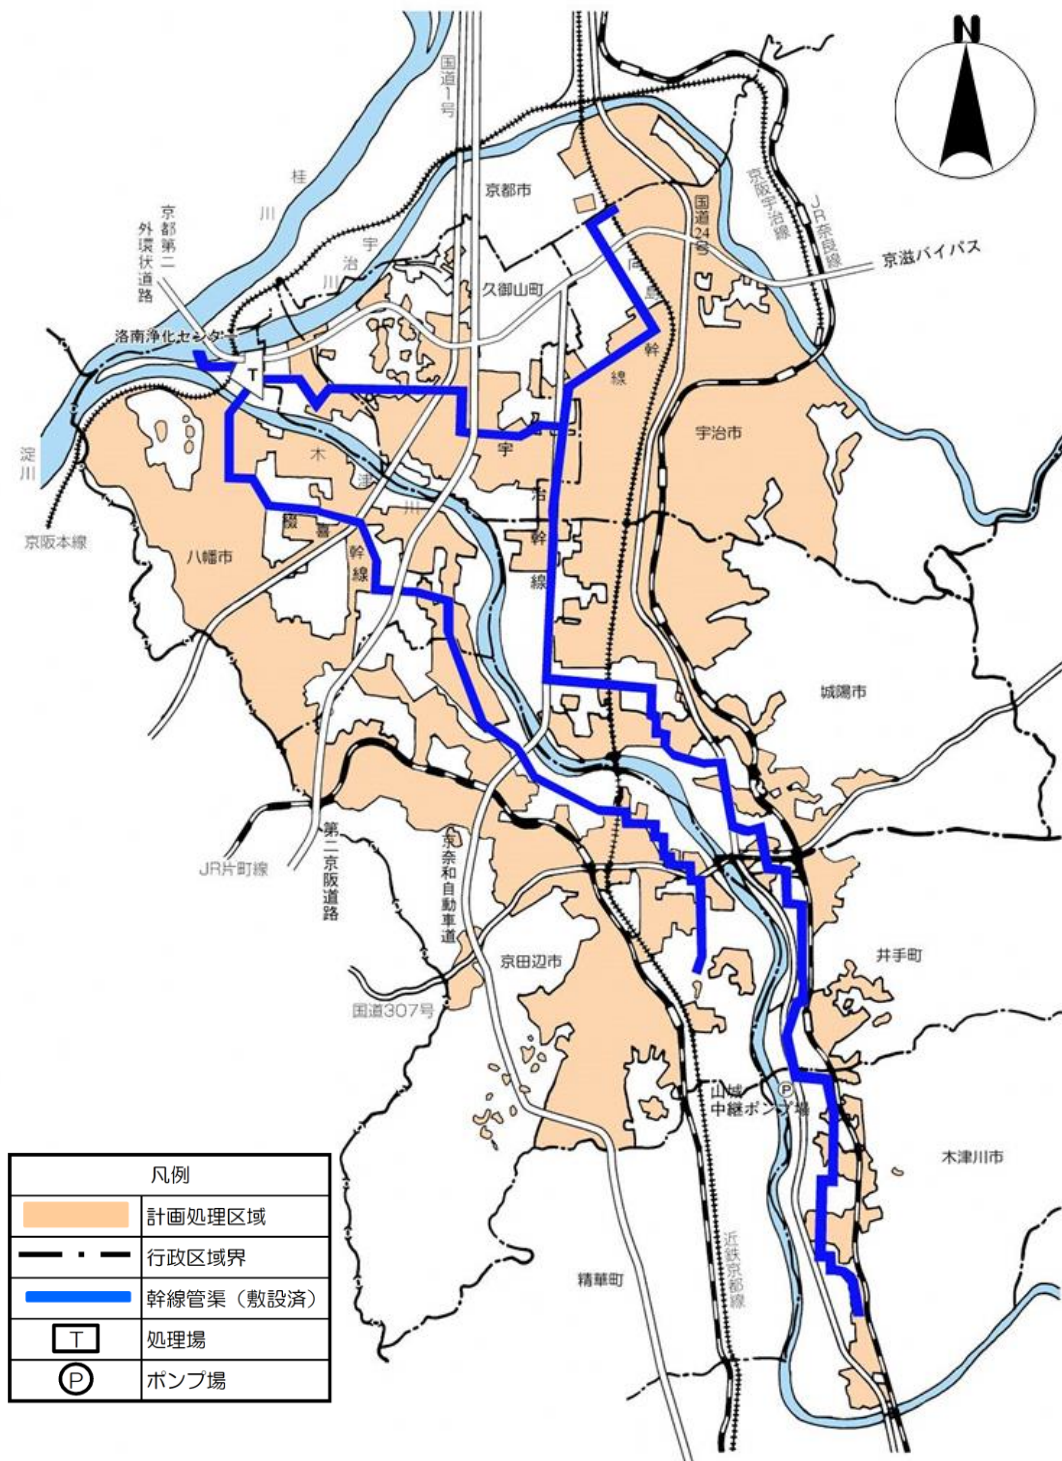 N
国道1号
桂川
京都市
京都第二
外環状道路
宇治川
国道24号
京阪宇治線
JR奈良線
京滋バイパス
久御山町
向島幹線
洛南浄化センター
T
淀川
木津川
宇治幹線
宇治市
京阪本線
八幡市
綴喜幹線
城陽市
JR片町線
第二京阪道路
京奈和自動車道
京田辺市
国道307号
井手町
山城
中継ポンプ場
P
木津川市
近鉄京都線
精華町
凡例
計画処理区域
行政区域界
幹線管渠（敷設済）
T
処理場
P
ポンプ場